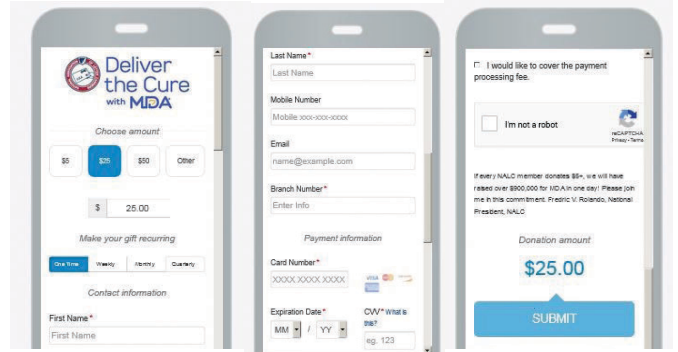 Deliver
the Cure
with MDA
Choose amount
$5 $25 $50 Other
$ 25.00
Make your gift recurring
One Time Weekly Monthly Quarterly
Contact information
First Name*
First Name
Last Name*
Last Name
Mobile Number
Mobile xxx-xxx-xxxx
Email
name@example.com
Branch Number*
Enter Info
Payment information
Card Number*
XXXX XXXX XXXX
VISA
Expiration Date* CVV* What is
this?
MM / YY eg. 123
I would like to cover the payment
processing fee.
I'm not a robot
reCAPTCHA
Privacy - Terms
If every NALC member donates $5+, we will have
raised over $900,000 for MDA in one day! Please join
me in this commitment. Fredric V. Rolando, National
President, NALC
Donation amount
$25.00
SUBMIT